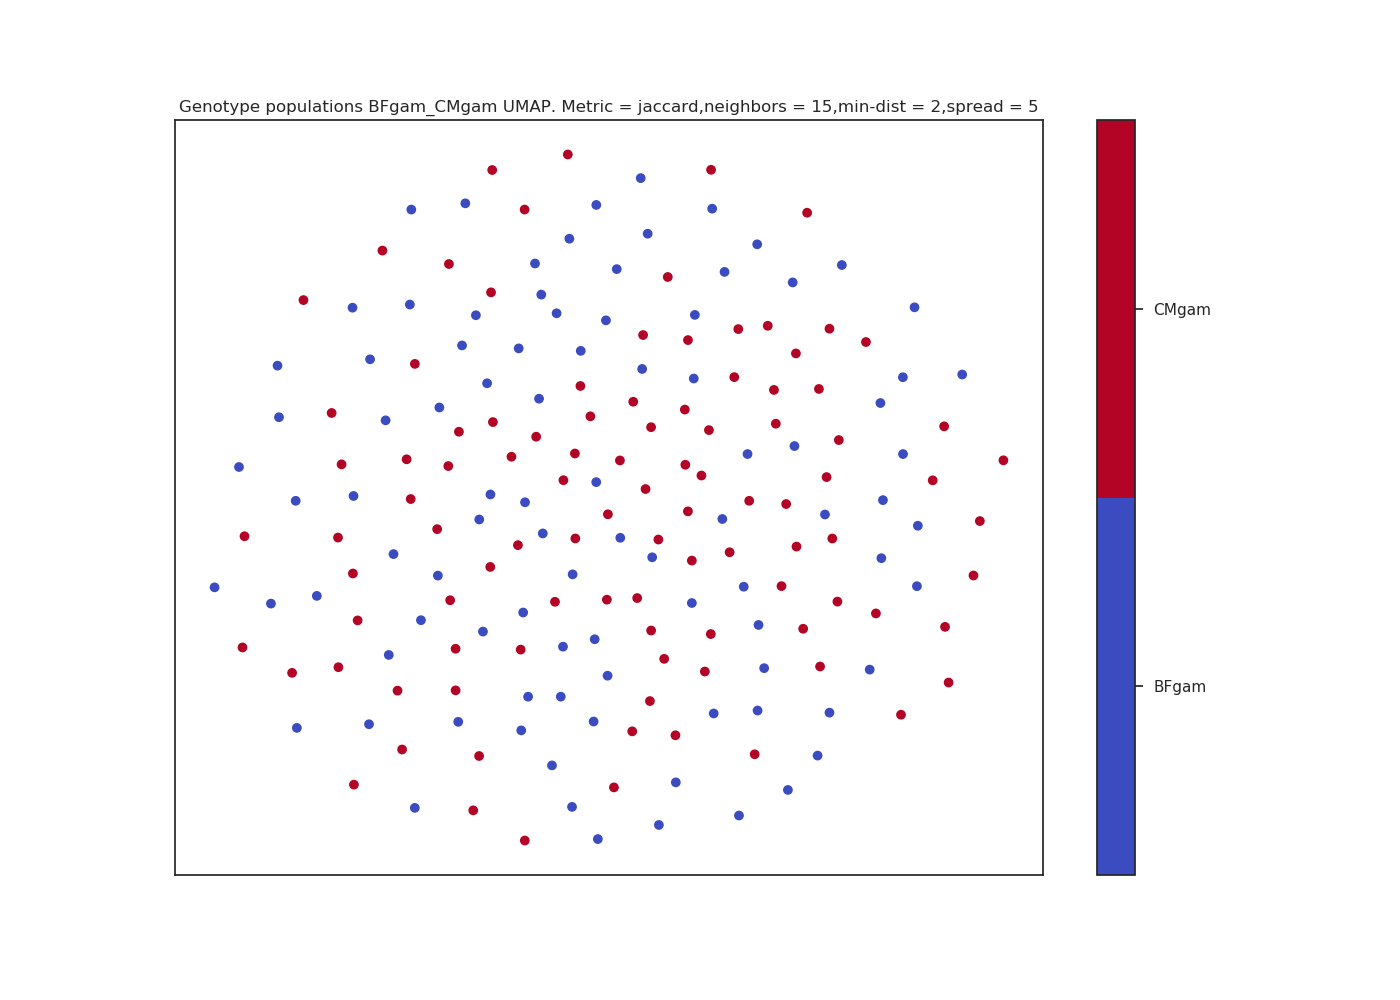 Genotype populations BFgam_CMgam UMAP. Metric = jaccard,neighbors = 15,min-dist = 2,spread = 5
CMgam
BFgam